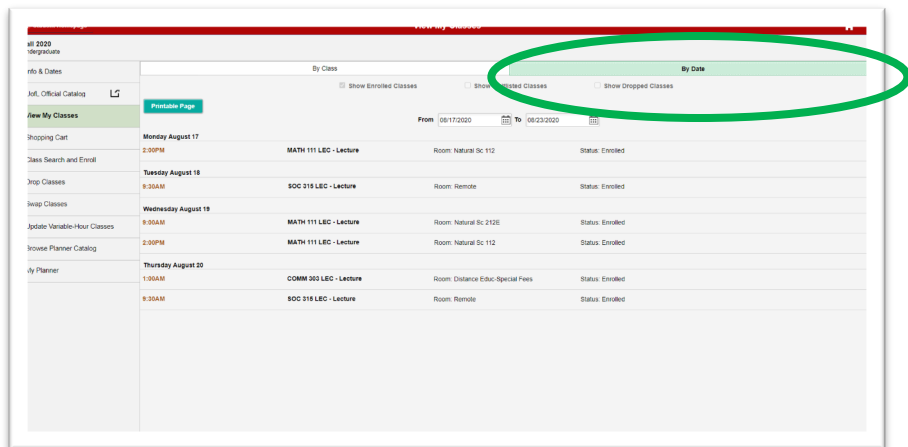 View My Classes
all 2020
ndergraduate
nfo & Dates
UofL Official Catalog
View My Classes
Shopping Cart
Class Search and Enroll
Drop Classes
Swap Classes
Update Variable-Hour Classes
Browse Planner Catalog
My Planner
By Class
By Date
Show Enrolled Classes
Show Waitlisted Classes
Show Dropped Classes
Printable Page
From 08/17/2020 To 08/23/2020
Monday August 17
2:00PM MATH 111 LEC - Lecture Room: Natural Sc 112 Status: Enrolled
Tuesday August 18
9:30AM SOC 315 LEC - Lecture Room: Remote Status: Enrolled
Wednesday August 19
9:00AM MATH 111 LEC - Lecture Room: Natural Sc 212E Status: Enrolled
2:00PM MATH 111 LEC - Lecture Room: Natural Sc 112 Status: Enrolled
Thursday August 20
1:00AM COMM 303 LEC - Lecture Room: Distance Educ-Special Fees Status: Enrolled
9:30AM SOC 315 LEC - Lecture Room: Remote Status: Enrolled